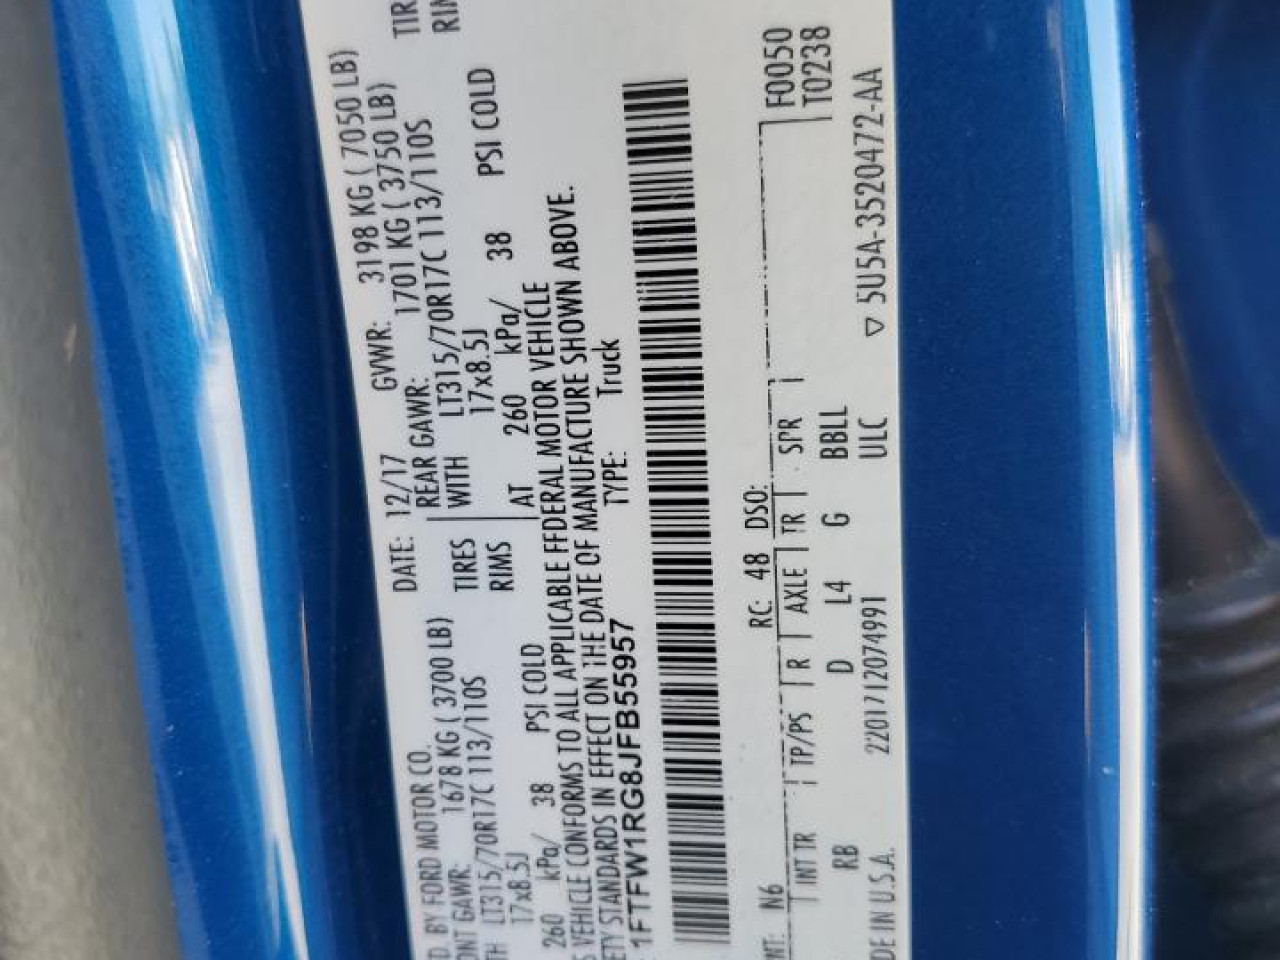 D. BY FORD MOTOR CO. DATE: 12/17 GVWR: 3198 KG ( 7050 LB)
ONT GAWR: 1678 KG ( 3700 LB) REAR GAWR: 1701 KG ( 3750 LB)
TH LT315/70R17C 113/110S TIRES WITH LT315/70R17C 113/110S TIR
17x8.5J RIMS 17x8.5J RIM
260 kPa/ 38 PSI COLD AT 260 kPa/ 38 PSI COLD
S VEHICLE CONFORMS TO ALL APPLICABLE FFDERAL MOTOR VEHICLE
ETY STANDARDS IN EFFECT ON THE DATE OF MANUFACTURE SHOWN ABOVE.
1FTFW1RG8JFB55957 TYPE: Truck
NT: N6 RC: 48 DSO: F0050
INT TR TP/PS R AXLE TR SPR T0238
RB D L4 G BBLL
DE IN U.S.A. 2201712074991 ULC ▽ 5U5A-3520472-AA